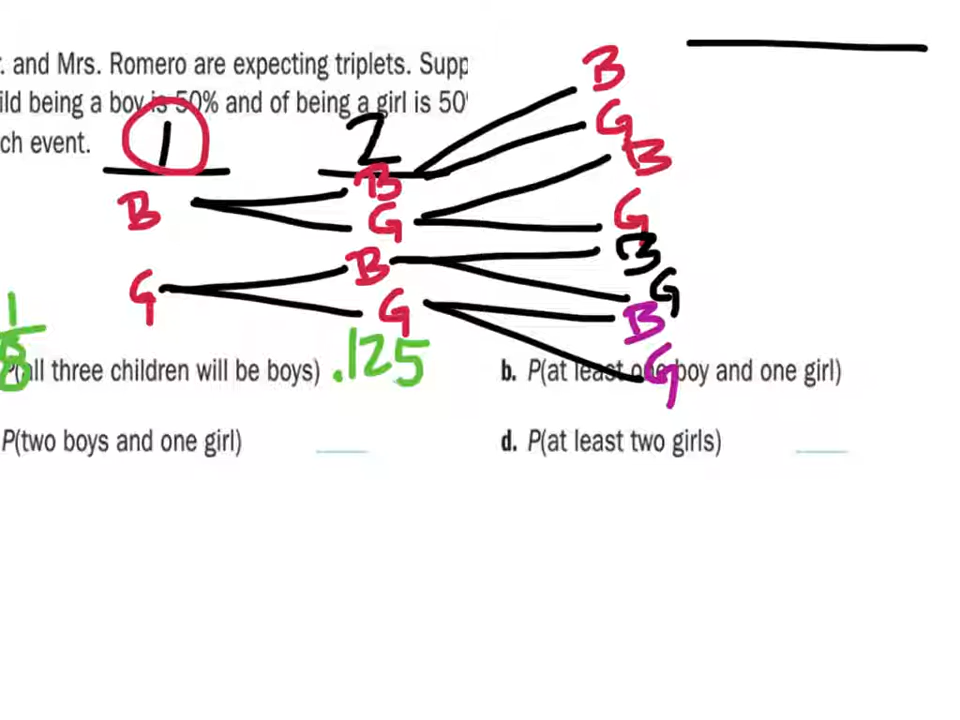 B
. and Mrs. Romero are expecting triplets. Supp
ild being a boy is 50% and of being a girl is 50
G
ch event.
1
2
B
B
B
G
G
B
B
G
G
G
B
1/8
.125
all three children will be boys)
b. P(at least one boy and one girl)
G
P(two boys and one girl)
d. P(at least two girls)